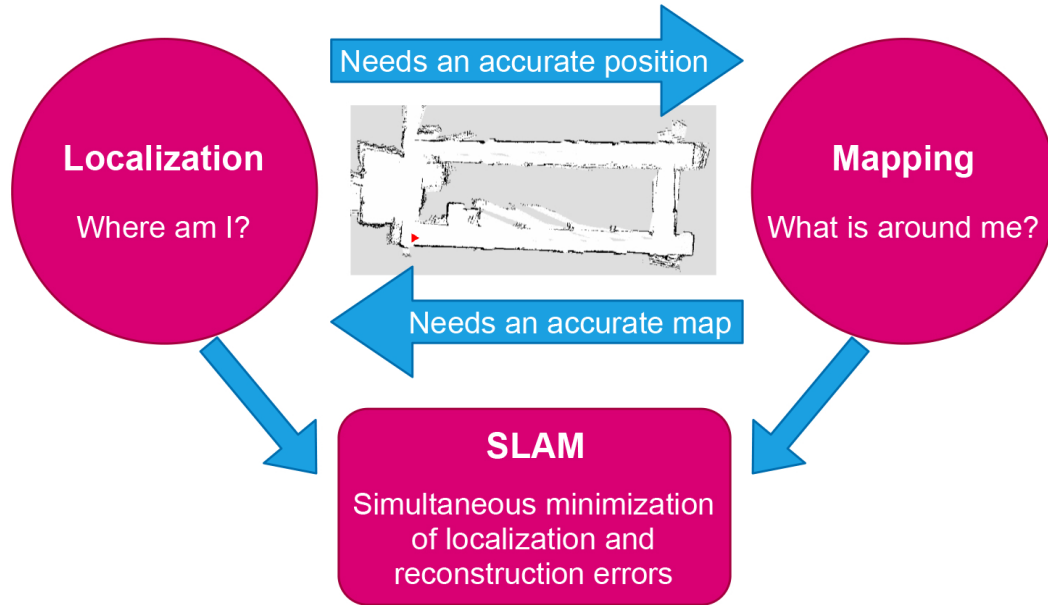 Needs an accurate position
Localization
Where am I?
Mapping
What is around me?
Needs an accurate map
SLAM
Simultaneous minimization
of localization and
reconstruction errors